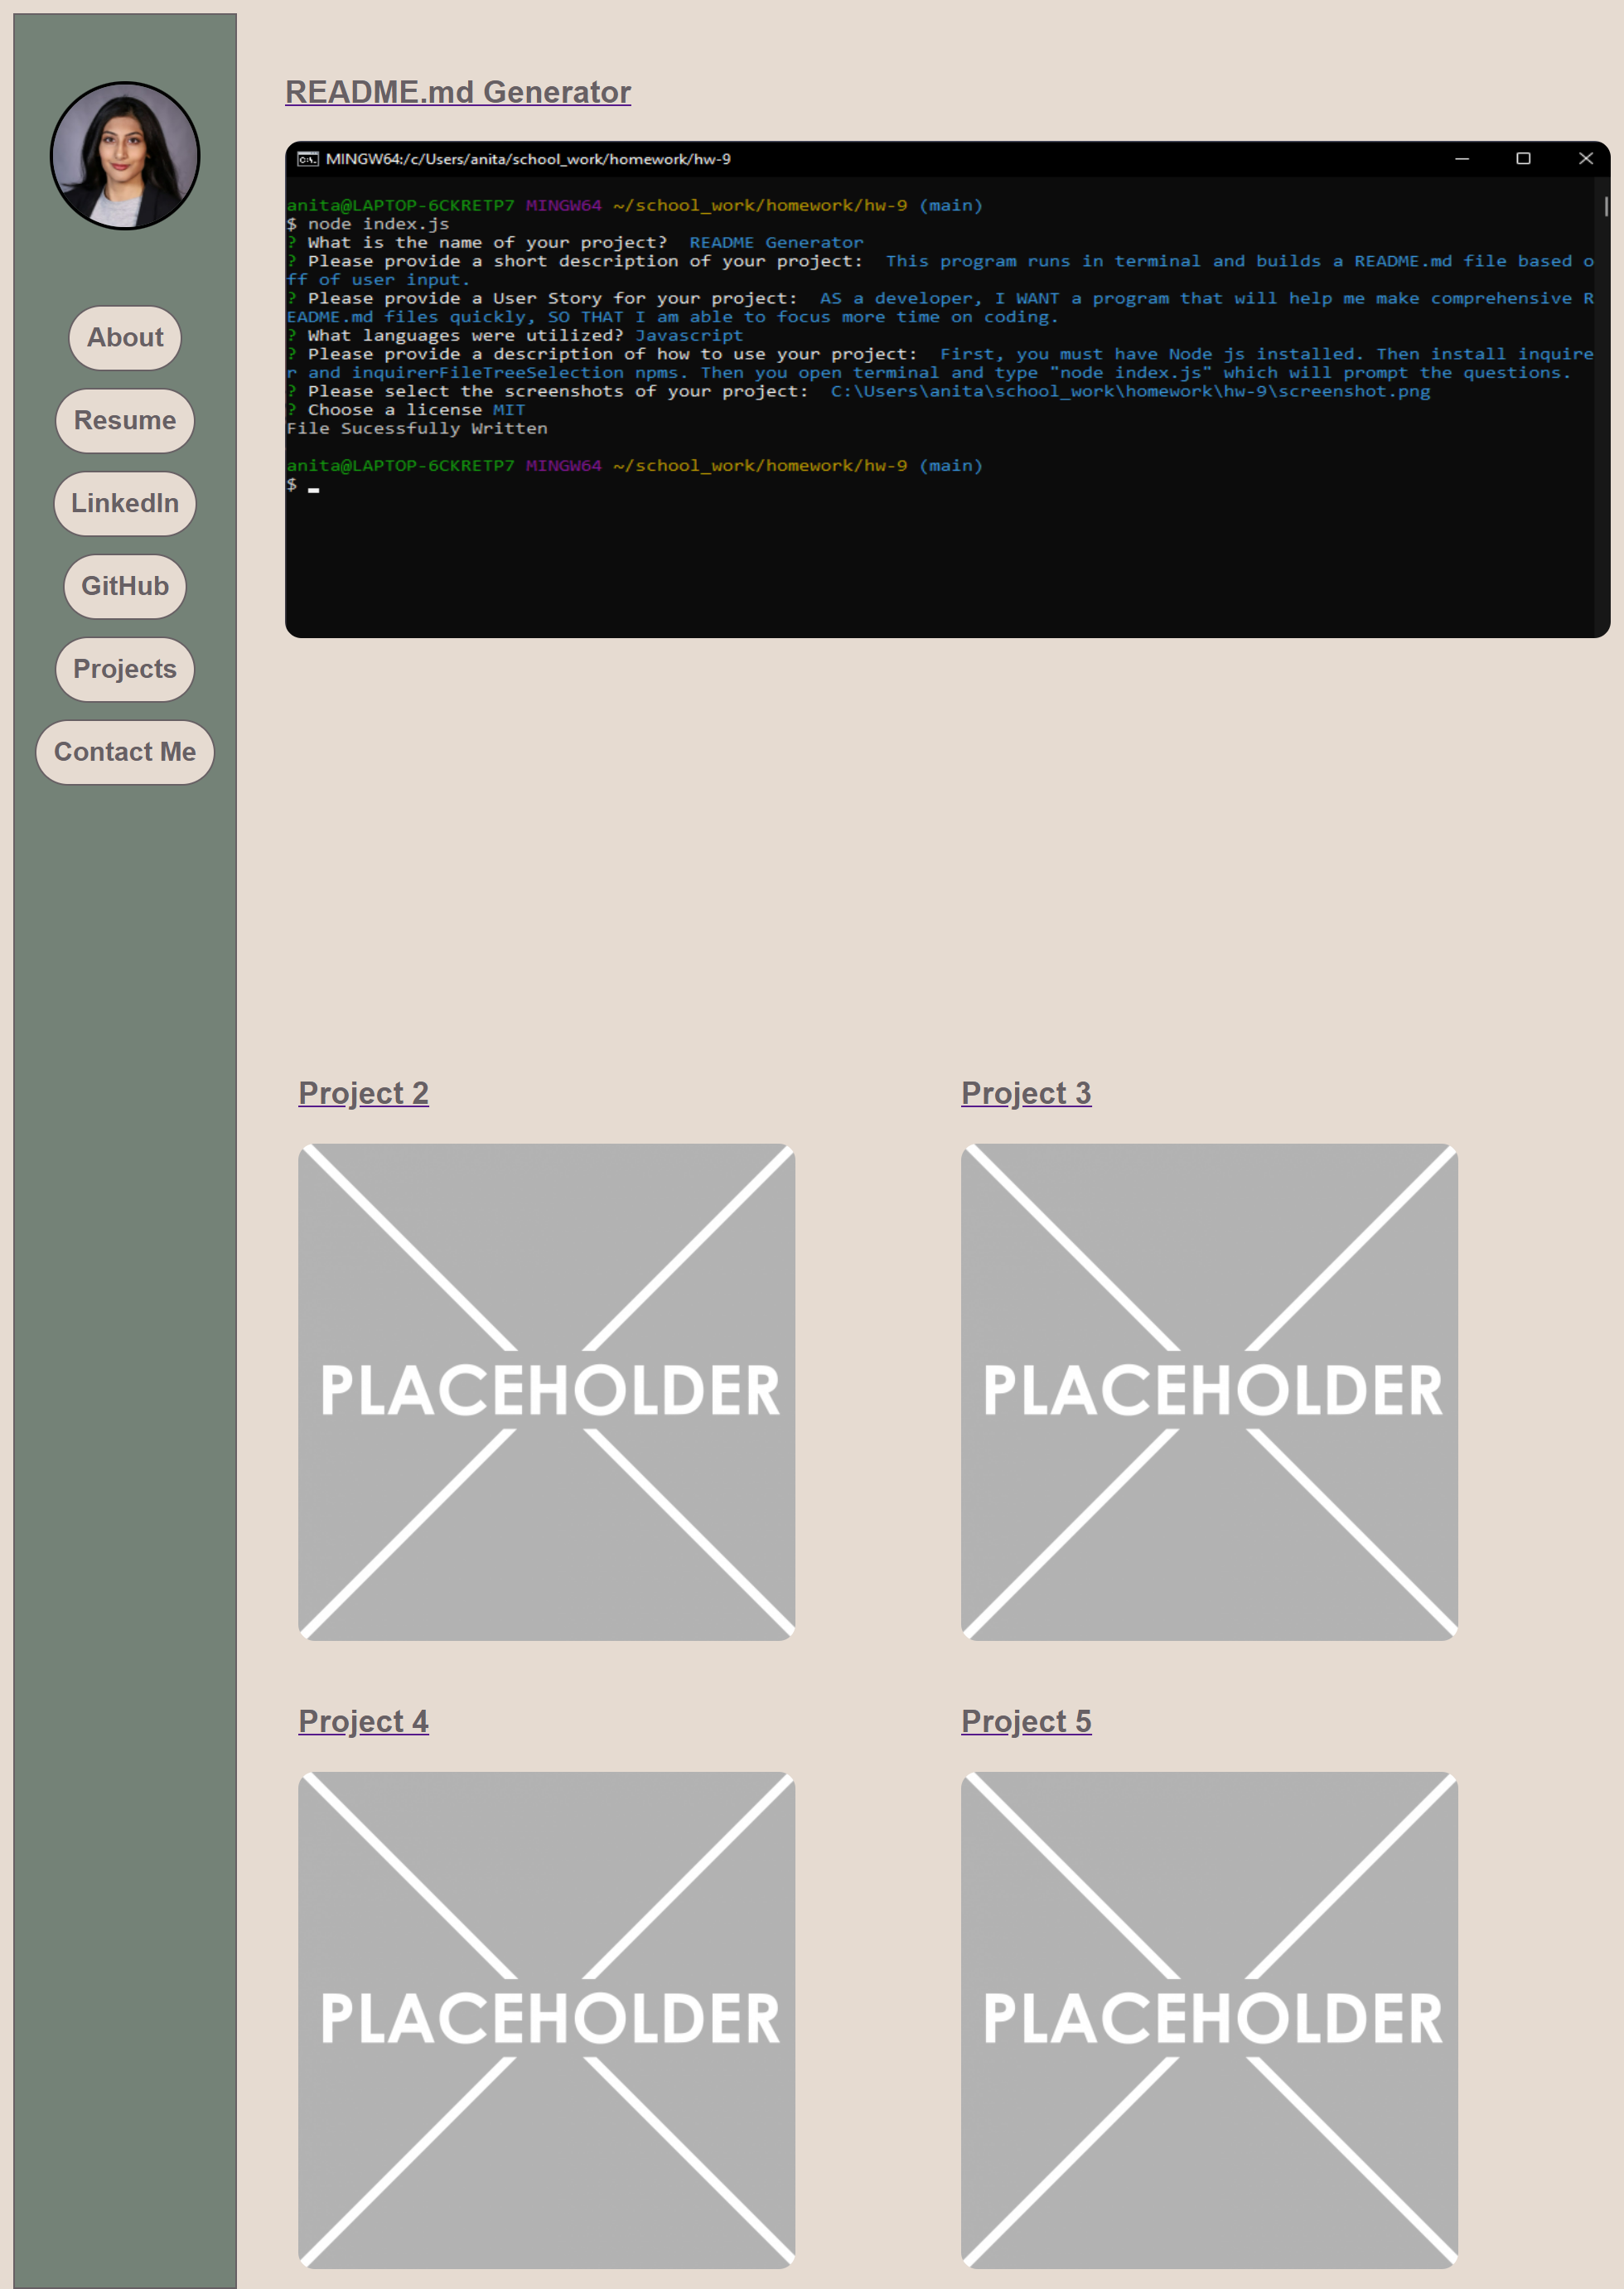 About
Resume
LinkedIn
GitHub
Projects
Contact Me
README.md Generator
MINGW64:/c/Users/anita/school_work/homework/hw-9
anita@LAPTOP-6CKRETP7 MINGW64 ~/school_work/homework/hw-9 (main)
$ node index.js
? What is the name of your project?  README Generator
? Please provide a short description of your project:  This program runs in terminal and builds a README.md file based o
ff of user input.
? Please provide a User Story for your project:  AS a developer, I WANT a program that will help me make comprehensive R
EADME.md files quickly, SO THAT I am able to focus more time on coding.
? What languages were utilized? Javascript
? Please provide a description of how to use your project:  First, you must have Node js installed. Then install inquire
r and inquirerFileTreeSelection npms. Then you open terminal and type "node index.js" which will prompt the questions.
? Please select the screenshots of your project:  C:\Users\anita\school_work\homework\hw-9\screenshot.png
? Choose a license MIT
File Sucessfully Written
anita@LAPTOP-6CKRETP7 MINGW64 ~/school_work/homework/hw-9 (main)
$
Project 2
PLACEHOLDER
Project 3
PLACEHOLDER
Project 4
PLACEHOLDER
Project 5
PLACEHOLDER